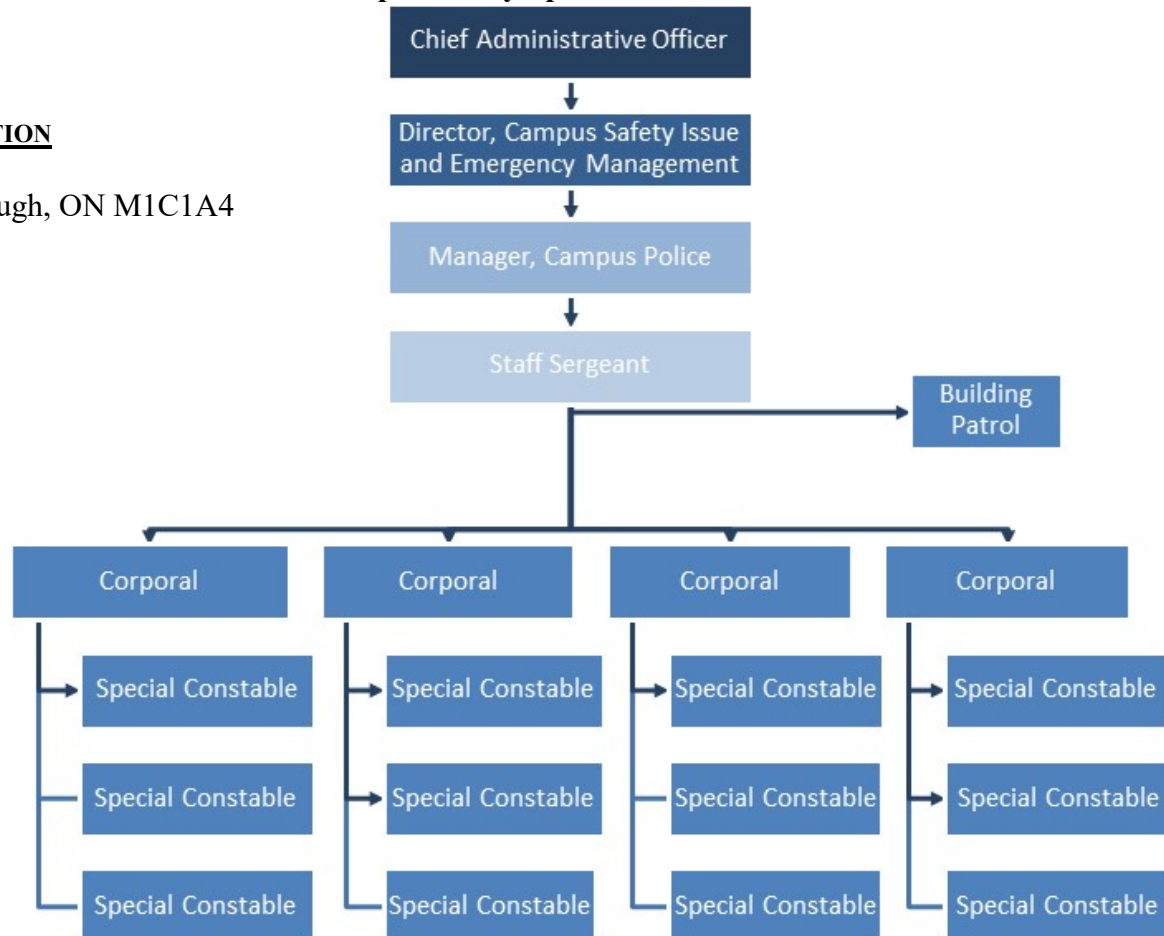 Chief Administrative Officer
TION
Director, Campus Safety Issue
and Emergency Management
ough, ON M1C1A4
Manager, Campus Police
Staff Sergeant
Building
Patrol
Corporal
Corporal
Corporal
Corporal
Special Constable
Special Constable
Special Constable
Special Constable
Special Constable
Special Constable
Special Constable
Special Constable
Special Constable
Special Constable
Special Constable
Special Constable